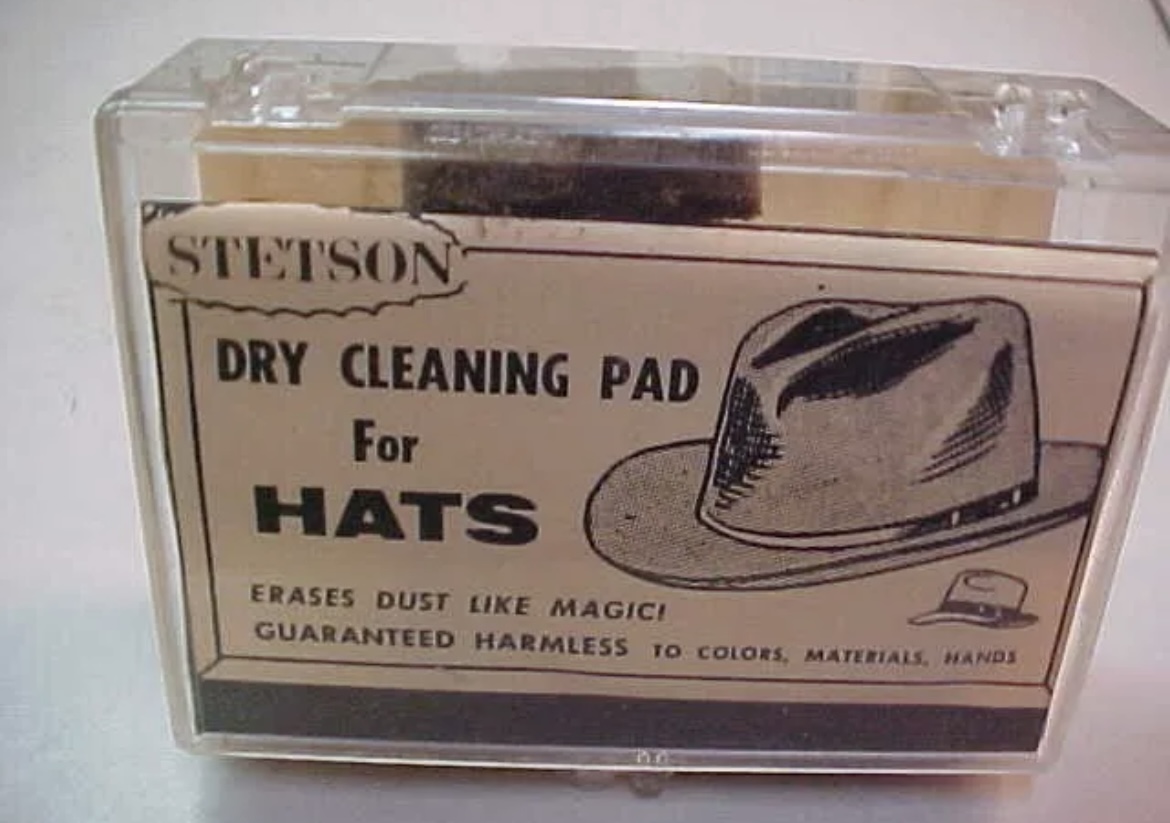 STETSON
DRY CLEANING PAD
For
HATS
ERASES DUST LIKE MAGIC!
GUARANTEED HARMLESS TO COLORS, MATERIALS, HANDS